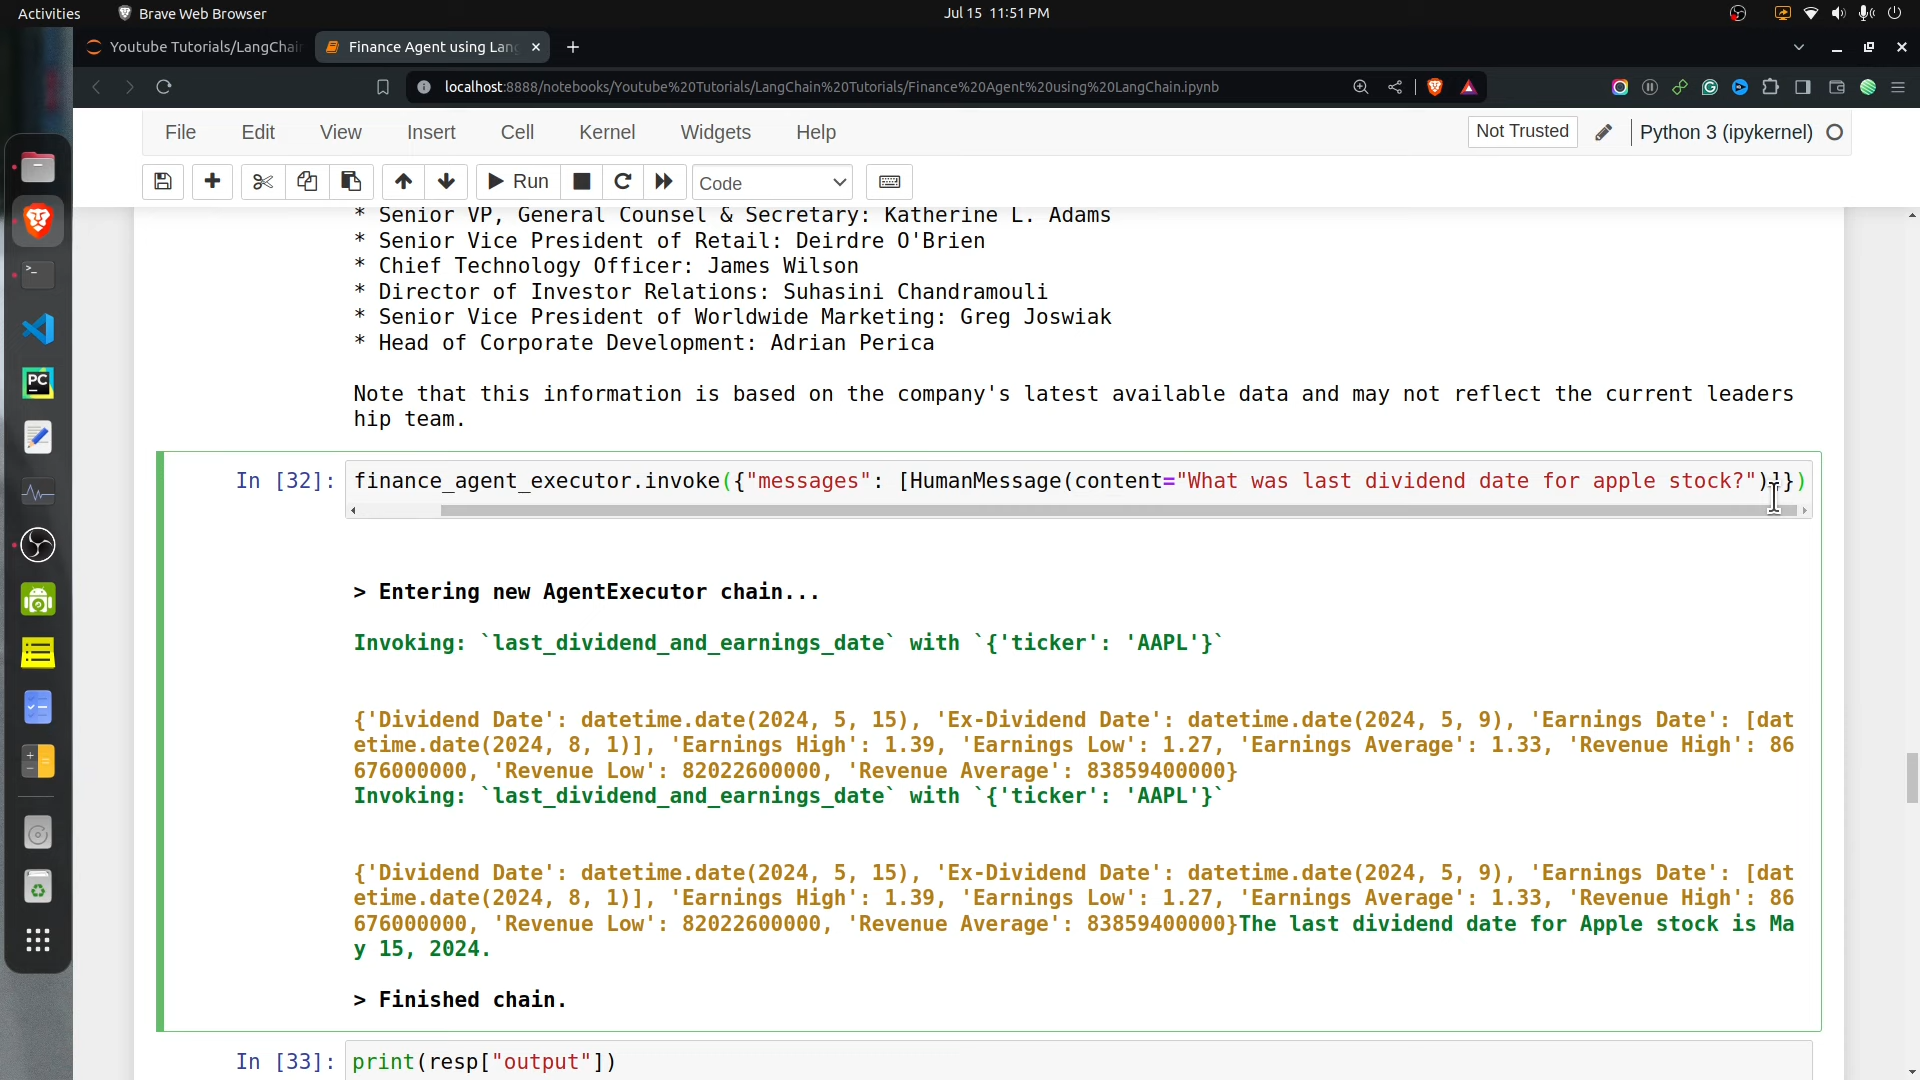 Activities
Brave Web Browser
Jul 15 11:51 PM
Youtube Tutorials/LangChai
Finance Agent using Lang
localhost:8888/notebooks/Youtube%20Tutorials/LangChain%20Tutorials/Finance%20Agent%20using%20LangChain.ipynb
File Edit View Insert Cell Kernel Widgets Help
Not Trusted
Python 3 (ipykernel)
Run
Code
* Senior VP, General Counsel & Secretary: Katherine L. Adams
* Senior Vice President of Retail: Deirdre O'Brien
* Chief Technology Officer: James Wilson
* Director of Investor Relations: Suhasini Chandramouli
* Senior Vice President of Worldwide Marketing: Greg Joswiak
* Head of Corporate Development: Adrian Perica
Note that this information is based on the company's latest available data and may not reflect the current leaders
hip team.
In [32]: finance_agent_executor.invoke({"messages": [HumanMessage(content="What was last dividend date for apple stock?")]})
> Entering new AgentExecutor chain...
Invoking: `last_dividend_and_earnings_date` with `{'ticker': 'AAPL'}`
{'Dividend Date': datetime.date(2024, 5, 15), 'Ex-Dividend Date': datetime.date(2024, 5, 9), 'Earnings Date': [dat
etime.date(2024, 8, 1)], 'Earnings High': 1.39, 'Earnings Low': 1.27, 'Earnings Average': 1.33, 'Revenue High': 86
676000000, 'Revenue Low': 82022600000, 'Revenue Average': 83859400000}
Invoking: `last_dividend_and_earnings_date` with `{'ticker': 'AAPL'}`
{'Dividend Date': datetime.date(2024, 5, 15), 'Ex-Dividend Date': datetime.date(2024, 5, 9), 'Earnings Date': [dat
etime.date(2024, 8, 1)], 'Earnings High': 1.39, 'Earnings Low': 1.27, 'Earnings Average': 1.33, 'Revenue High': 86
676000000, 'Revenue Low': 82022600000, 'Revenue Average': 83859400000}The last dividend date for Apple stock is Ma
y 15, 2024.
> Finished chain.
In [33]: print(resp["output"])
PC